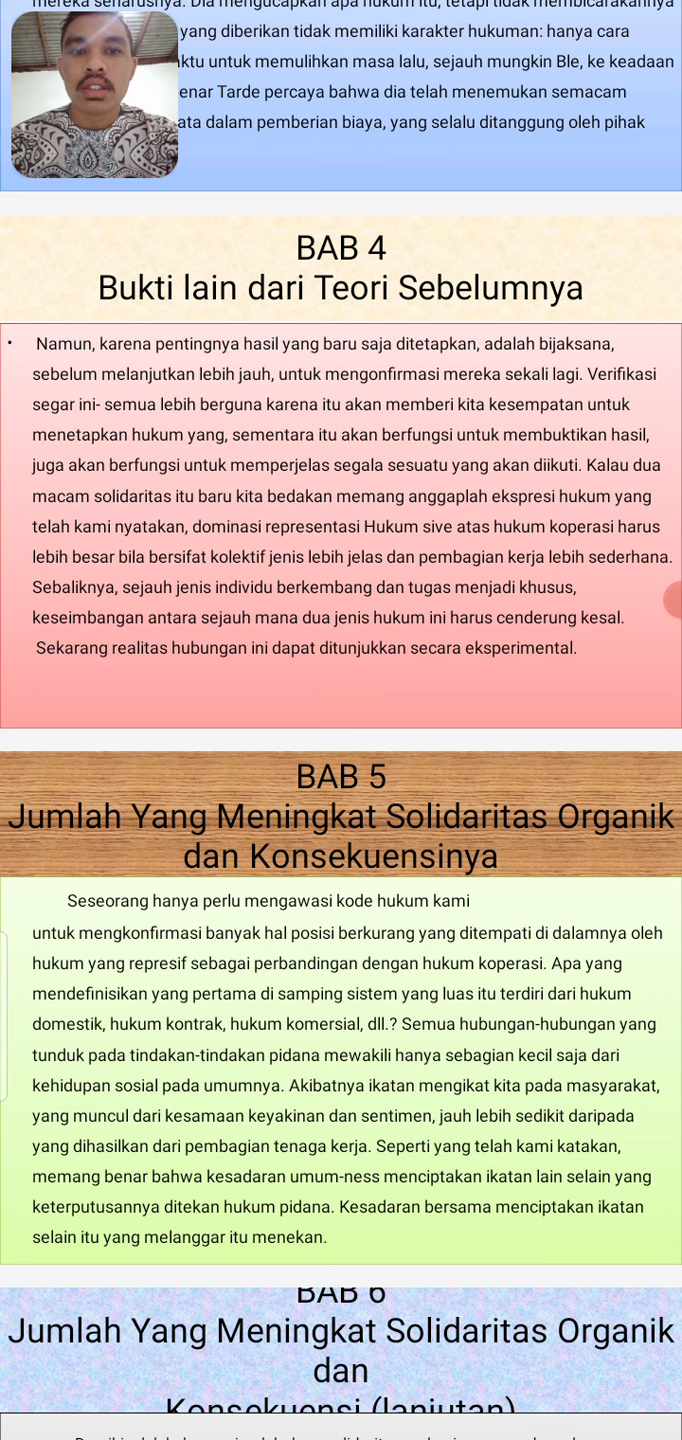 mereka seharusnya. Dia mengucapkan apa hukum itu, tetapi tidak membicarakannya
yang diberikan tidak memiliki karakter hukuman: hanya cara
ktu untuk memulihkan masa lalu, sejauh mungkin Ble, ke keadaan
enar Tarde percaya bahwa dia telah menemukan semacam
ata dalam pemberian biaya, yang selalu ditanggung oleh pihak
BAB 4
Bukti lain dari Teori Sebelumnya
• Namun, karena pentingnya hasil yang baru saja ditetapkan, adalah bijaksana,
sebelum melanjutkan lebih jauh, untuk mengonfirmasi mereka sekali lagi. Verifikasi
segar ini- semua lebih berguna karena itu akan memberi kita kesempatan untuk
menetapkan hukum yang, sementara itu akan berfungsi untuk membuktikan hasil,
juga akan berfungsi untuk memperjelas segala sesuatu yang akan diikuti. Kalau dua
macam solidaritas itu baru kita bedakan memang anggaplah ekspresi hukum yang
telah kami nyatakan, dominasi representasi Hukum sive atas hukum koperasi harus
lebih besar bila bersifat kolektif jenis lebih jelas dan pembagian kerja lebih sederhana.
Sebaliknya, sejauh jenis individu berkembang dan tugas menjadi khusus,
keseimbangan antara sejauh mana dua jenis hukum ini harus cenderung kesal.
Sekarang realitas hubungan ini dapat ditunjukkan secara eksperimental.
BAB 5
Jumlah Yang Meningkat Solidaritas Organik
dan Konsekuensinya
Seseorang hanya perlu mengawasi kode hukum kami
untuk mengkonfirmasi banyak hal posisi berkurang yang ditempati di dalamnya oleh
hukum yang represif sebagai perbandingan dengan hukum koperasi. Apa yang
mendefinisikan yang pertama di samping sistem yang luas itu terdiri dari hukum
domestik, hukum kontrak, hukum komersial, dll.? Semua hubungan-hubungan yang
tunduk pada tindakan-tindakan pidana mewakili hanya sebagian kecil saja dari
kehidupan sosial pada umumnya. Akibatnya ikatan mengikat kita pada masyarakat,
yang muncul dari kesamaan keyakinan dan sentimen, jauh lebih sedikit daripada
yang dihasilkan dari pembagian tenaga kerja. Seperti yang telah kami katakan,
memang benar bahwa kesadaran umum-ness menciptakan ikatan lain selain yang
keterputusannya ditekan hukum pidana. Kesadaran bersama menciptakan ikatan
selain itu yang melanggar itu menekan.
BAB 6
Jumlah Yang Meningkat Solidaritas Organik
dan
Konsekuensi (lanjutan)